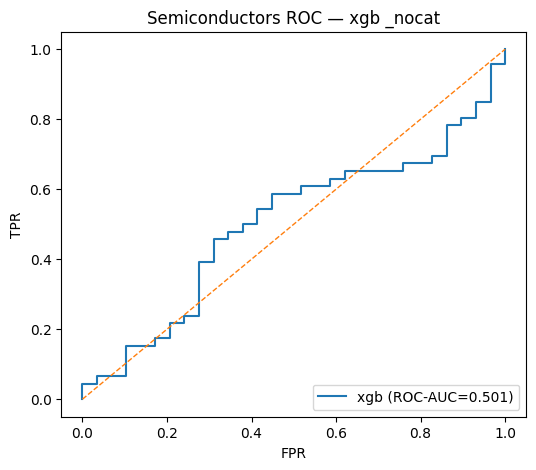 Semiconductors ROC — xgb _nocat
1.0
0.8
0.6
0.4
0.2
0.0
TPR
xgb (ROC-AUC=0.501)
0.0 0.2 0.4 0.6 0.8 1.0
FPR